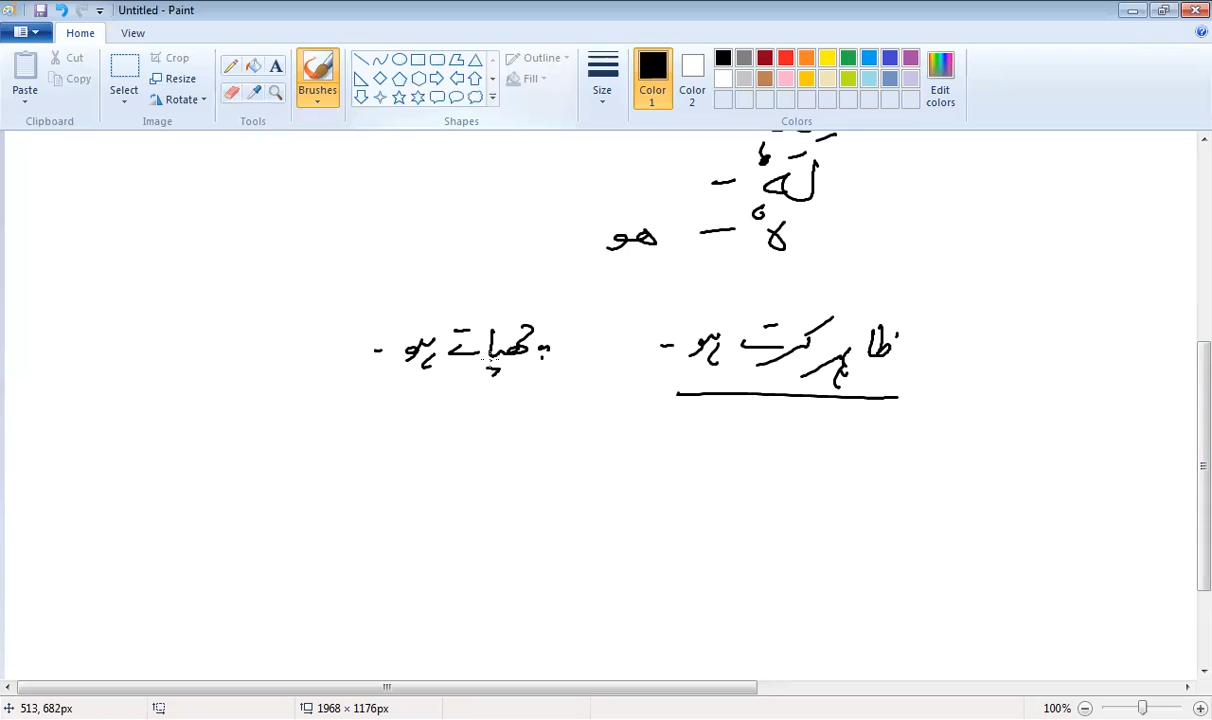 Untitled - Paint
Home View
Paste Cut Copy Select Crop Resize Rotate Brushes Outline Fill Size Color 1 Color 2 Edit colors
Clipboard Image Tools Shapes Colors
لَهٗ –
هٗ – هو
ظاہر کرتے ہو - چھپاتے ہو -
513, 682px 1968 × 1176px 100%